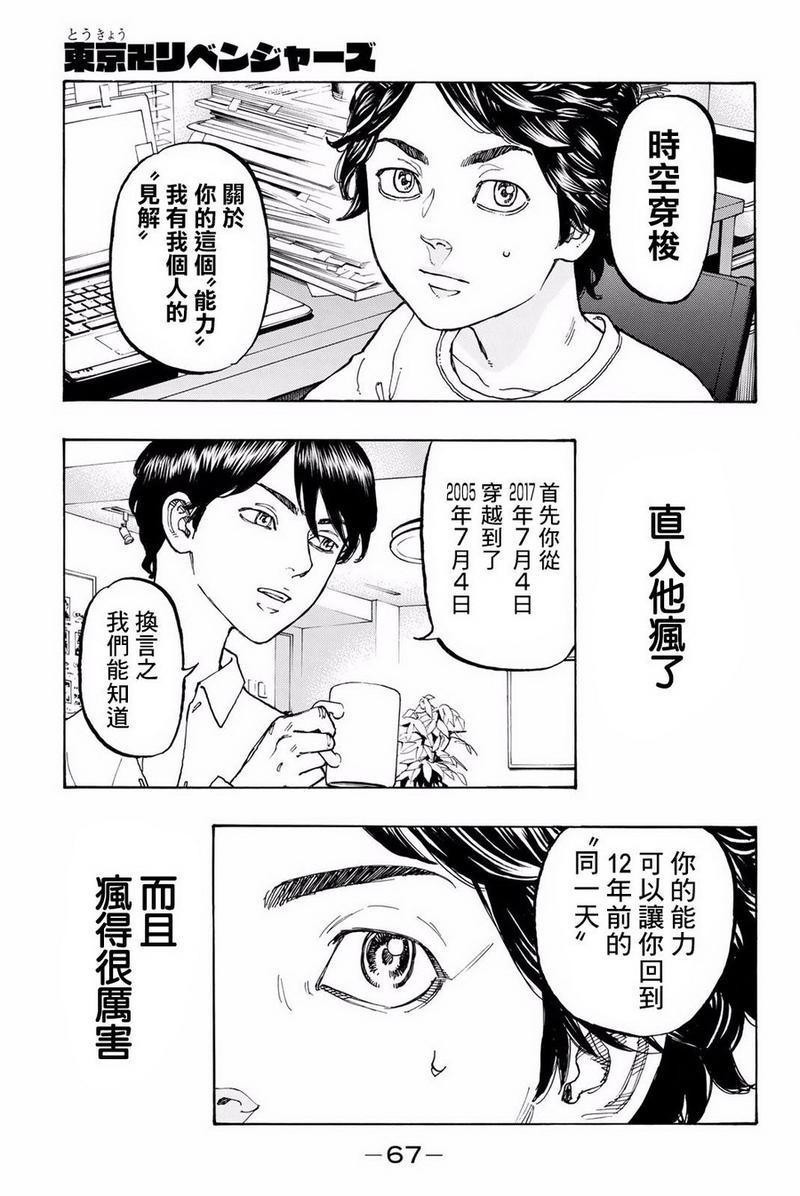 とうきょう
東京卍リベンジャーズ
時空穿梭
關於
你的這個〝能力〞
我有我個人的
〝見解〞
直人他瘋了
首先你從
2017年7月4日
穿越到了
2005年7月4日
換言之
我們能知道
你的能力
可以讓你回到
12年前的
〝同一天〞
而且
瘋得很厲害
—67—